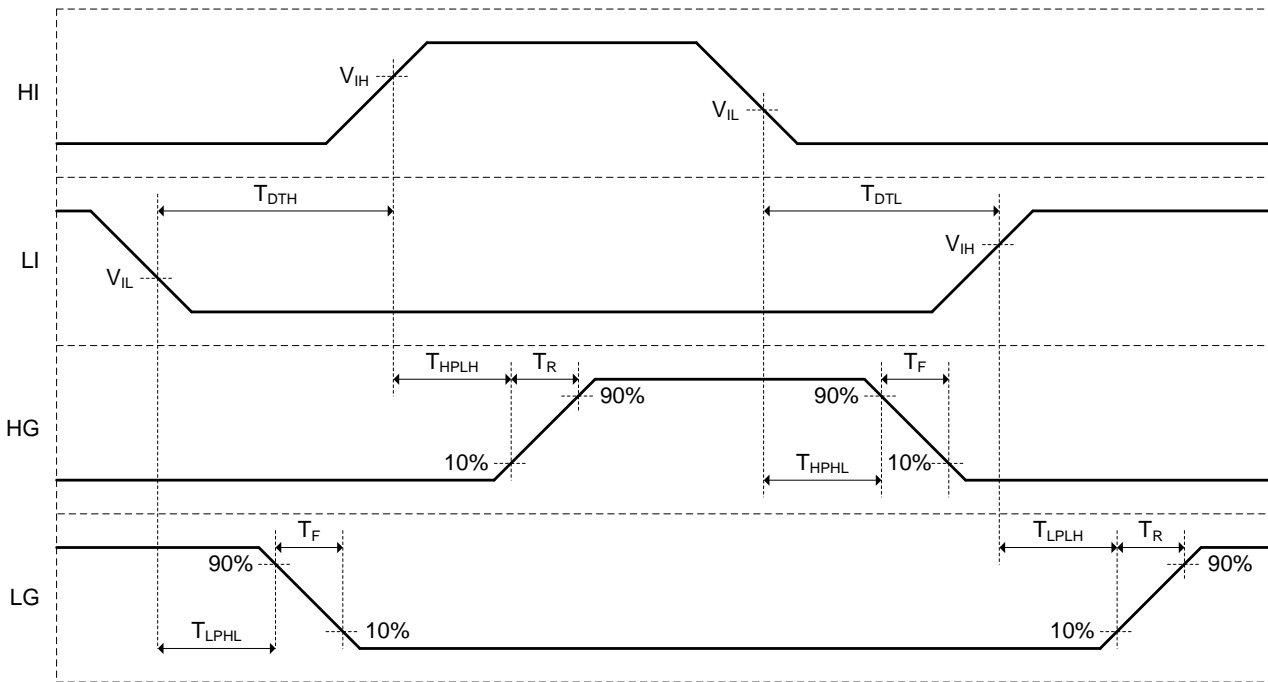 HI
V_IH
V_IL
T_DTH
T_DTL
LI
V_IL
V_IH
T_HPLH T_R T_F
90% 90%
HG
10% 10%
T_HPHL
T_F T_LPLH T_R
90% 90%
LG
10% 10%
T_LPHL